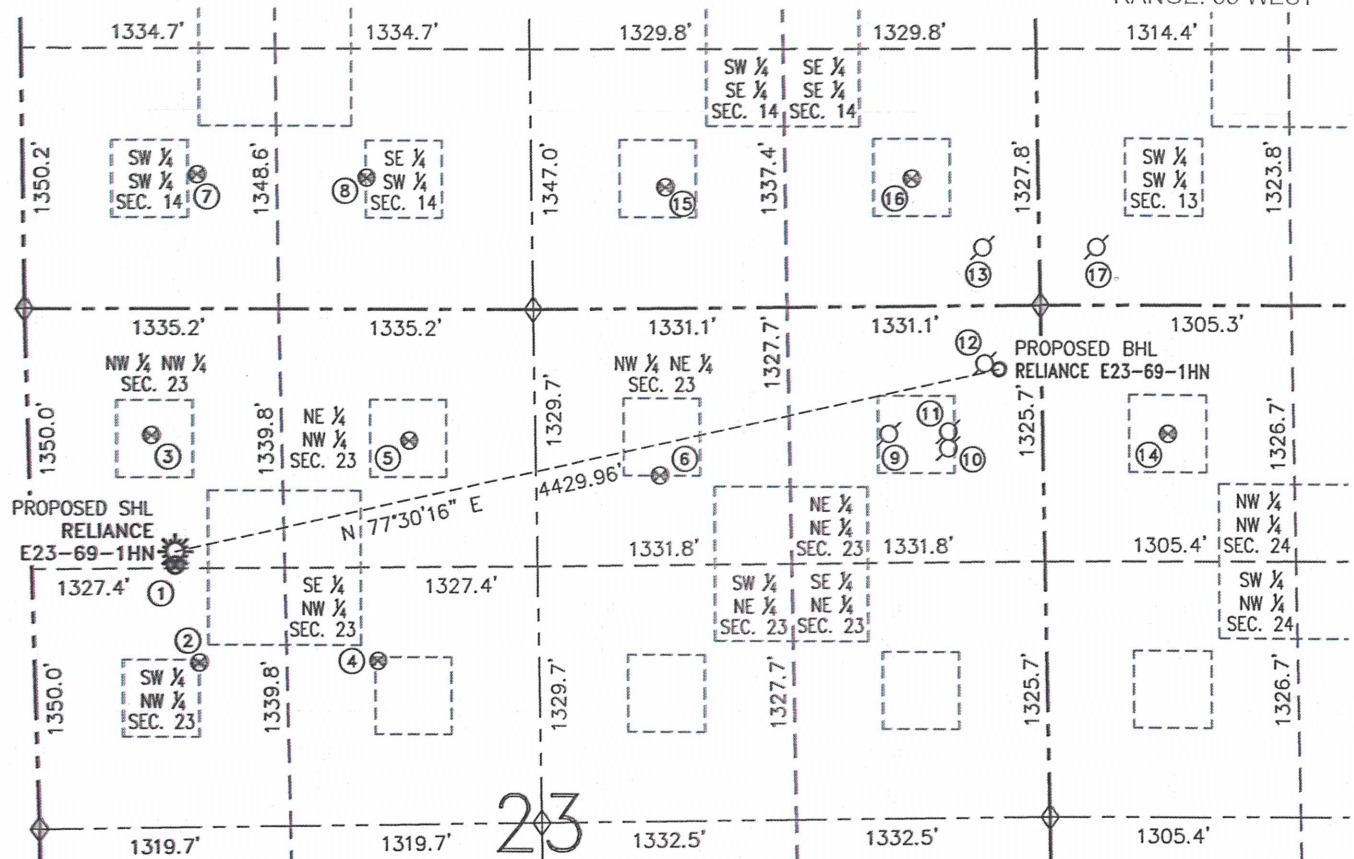 RANGE: 68 WEST
1334.7'
1334.7'
1329.8'
1329.8'
1314.4'
SW ¼
SE ¼
SEC. 14
SE ¼
SE ¼
SEC. 14
1350.2'
SW ¼
SW ¼
SEC. 14
7
1348.6'
8
SE ¼
SW ¼
SEC. 14
1347.0'
15
1337.4'
16
1327.8'
SW ¼
SW ¼
SEC. 13
1323.8'
13
17
1335.2'
1335.2'
1331.1'
1331.1'
1305.3'
NW ¼ NW ¼
SEC. 23
NW ¼ NE ¼
SEC. 23
12
PROPOSED BHL
RELIANCE E23-69-1HN
1350.0'
3
1339.8'
NE ¼
NW ¼
SEC. 23
5
1329.7'
6
1327.7'
11
9
10
1325.7'
14
1326.7'
N 77°30'16" E
4429.96'
PROPOSED SHL
RELIANCE
E23-69-1HN
NE ¼
NE ¼
SEC. 23
NW ¼
NW ¼
SEC. 24
1327.4'
1
SE ¼
NW ¼
SEC. 23
1327.4'
1331.8'
SW ¼
NE ¼
SEC. 23
SE ¼
NE ¼
SEC. 23
1331.8'
1305.4'
SW ¼
NW ¼
SEC. 24
2
4
1350.0'
SW ¼
NW ¼
SEC. 23
1339.8'
1329.7'
1327.7'
1325.7'
1326.7'
23
1319.7'
1319.7'
1332.5'
1332.5'
1305.4'